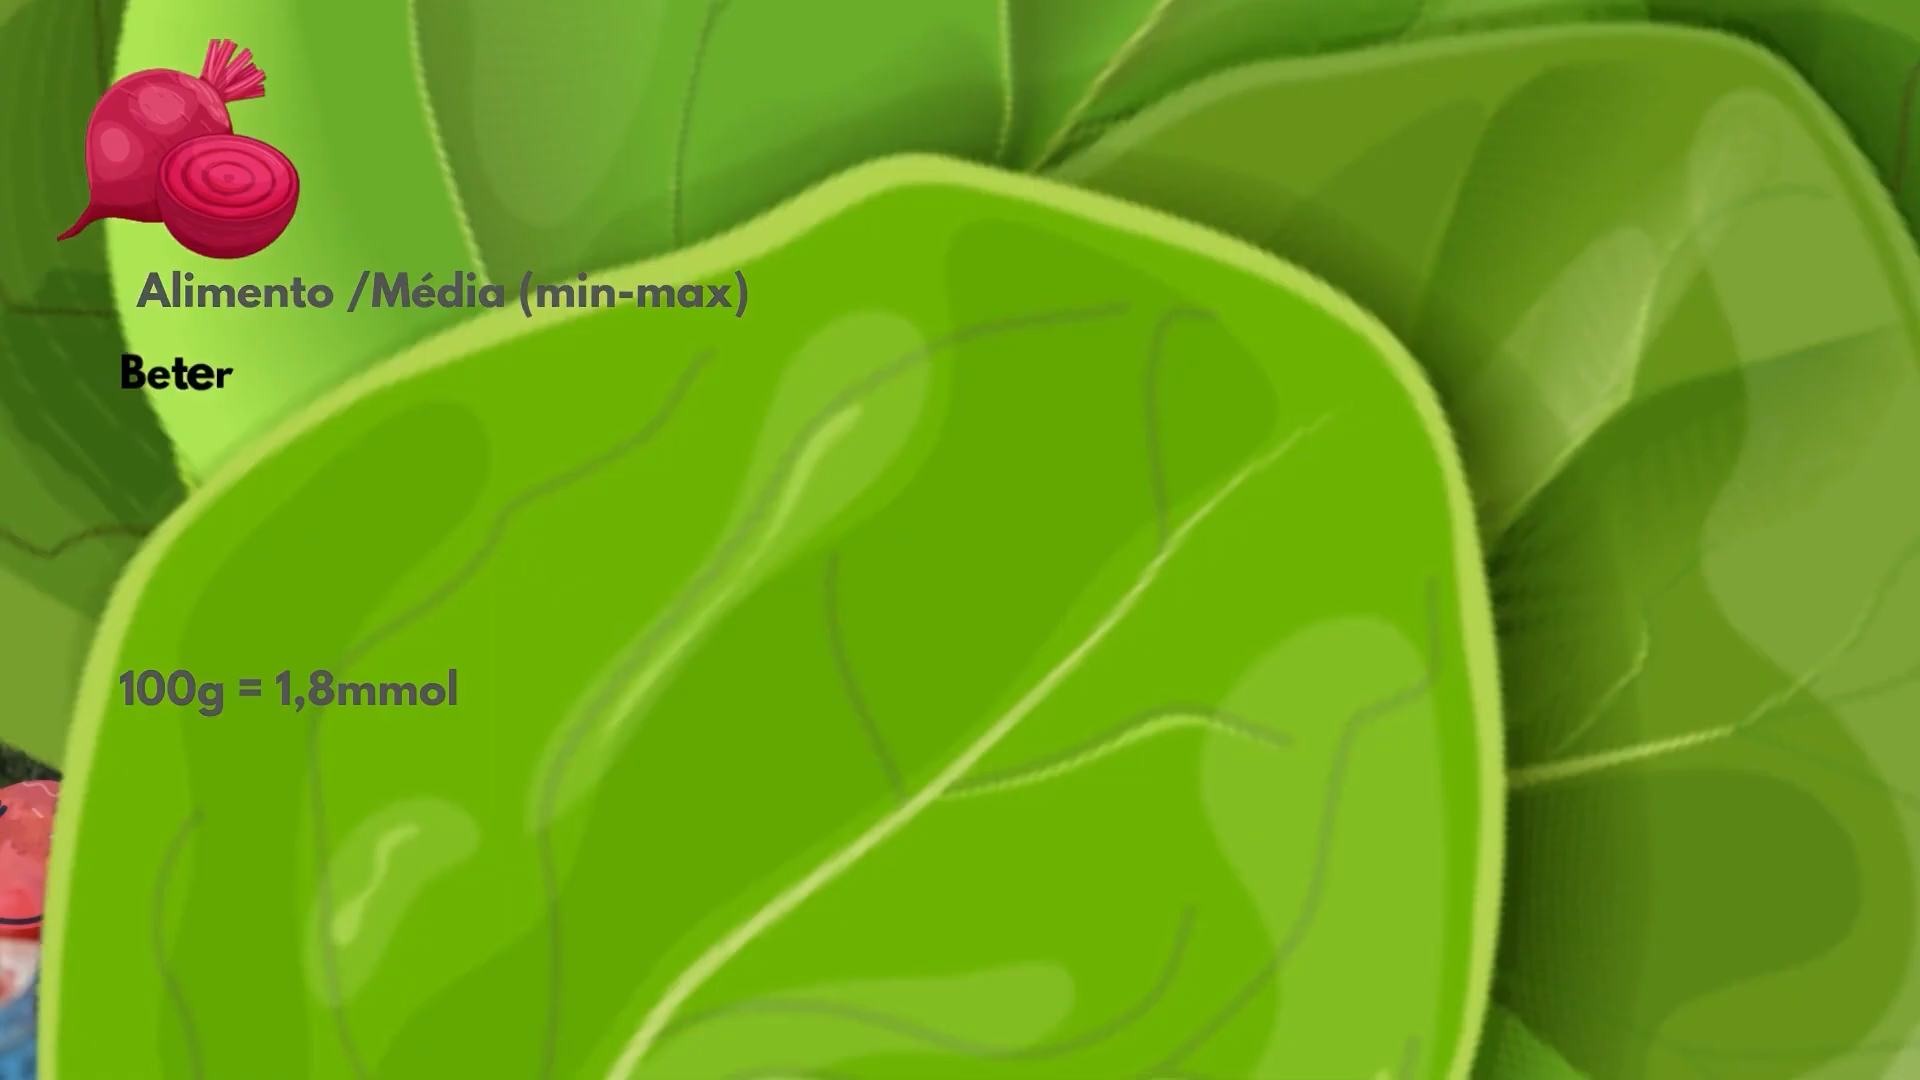 Alimento /Média (min-max)
Beter
100g = 1,8mmol